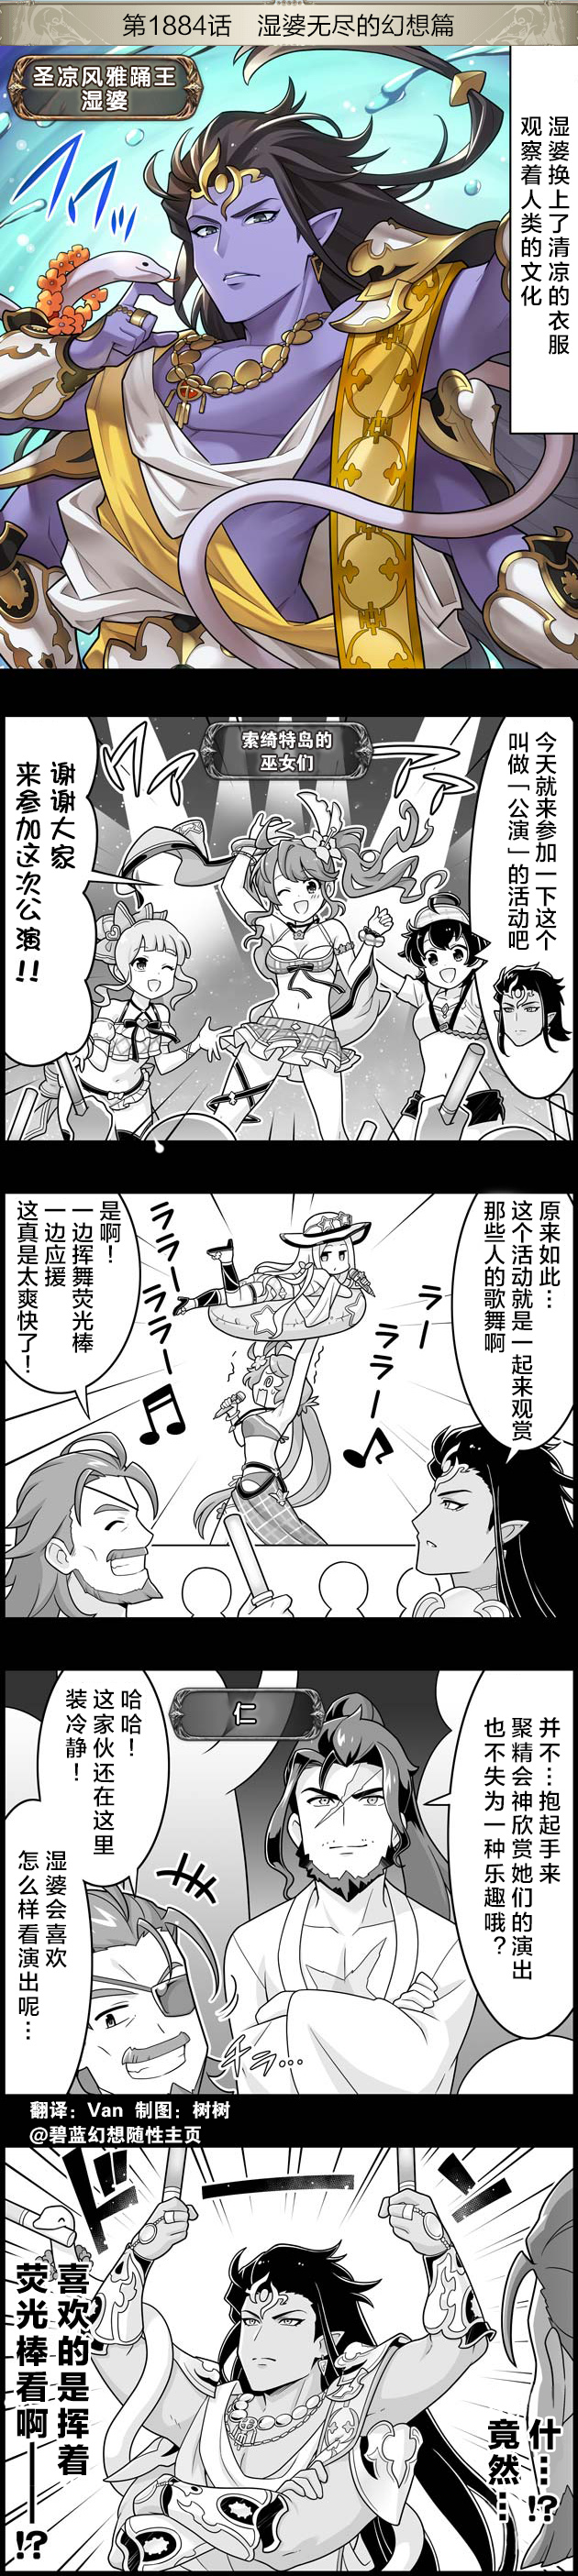 第1884话　湿婆无尽的幻想篇
圣凉风雅踊王
湿婆
湿婆换上了清凉的衣服
观察着人类的文化
スッ
索绮特岛的
巫女们
今天就来参加一下这个
叫做「公演」的活动吧
谢谢大家
来参加这次公演!!
原来如此…
这个活动就是一起来观赏
那些人的歌舞啊
ラー
ラララー
ラララー
是啊!
一边挥舞荧光棒
一边应援
这真是太爽快了!
仁
并不…抱起手来
聚精会神欣赏她们的演出
也不失为一种乐趣哦?
哈哈!
这家伙还在这里
装冷静!
湿婆会喜欢
怎么样看演出呢…
チラ…
翻译: Van 制图: 树树
@碧蓝幻想随性主页
ドーーン
什…!?
竟然…
喜欢的是挥着
荧光棒看啊——!?